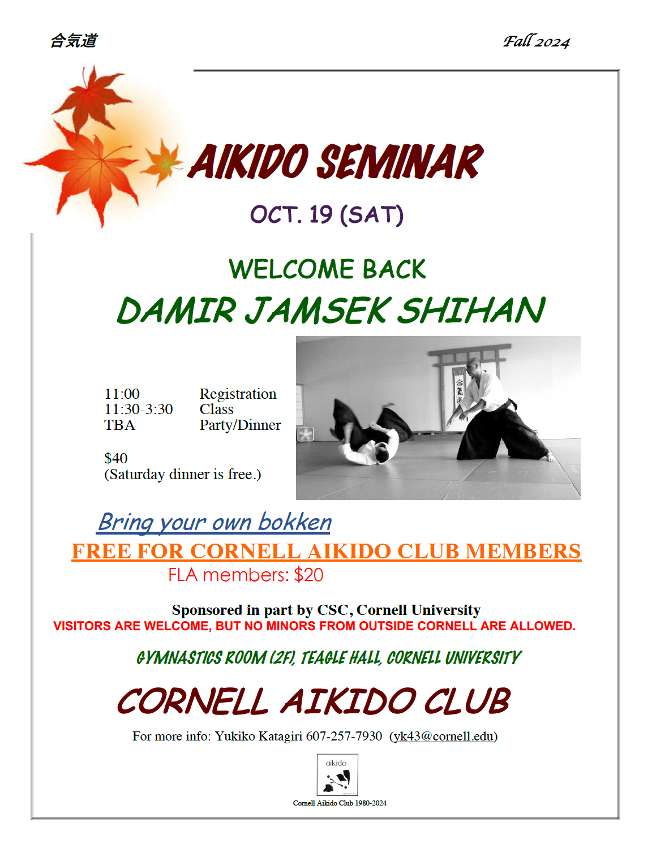 合気道
Fall 2024
AIKIDO SEMINAR
OCT. 19 (SAT)
WELCOME BACK
DAMIR JAMSEK SHIHAN
11:00 Registration
11:30-3:30 Class
TBA Party/Dinner
$40
(Saturday dinner is free.)
合氣道
Bring your own bokken
FREE FOR CORNELL AIKIDO CLUB MEMBERS
FLA members: $20
Sponsored in part by CSC, Cornell University
VISITORS ARE WELCOME, BUT NO MINORS FROM OUTSIDE CORNELL ARE ALLOWED.
GYMNASTICS ROOM (2F), TEAGLE HALL, CORNELL UNIVERSITY
CORNELL AIKIDO CLUB
For more info: Yukiko Katagiri 607-257-7930 (yk43@cornell.edu)
aikido
Cornell Aikido Club 1980-2024